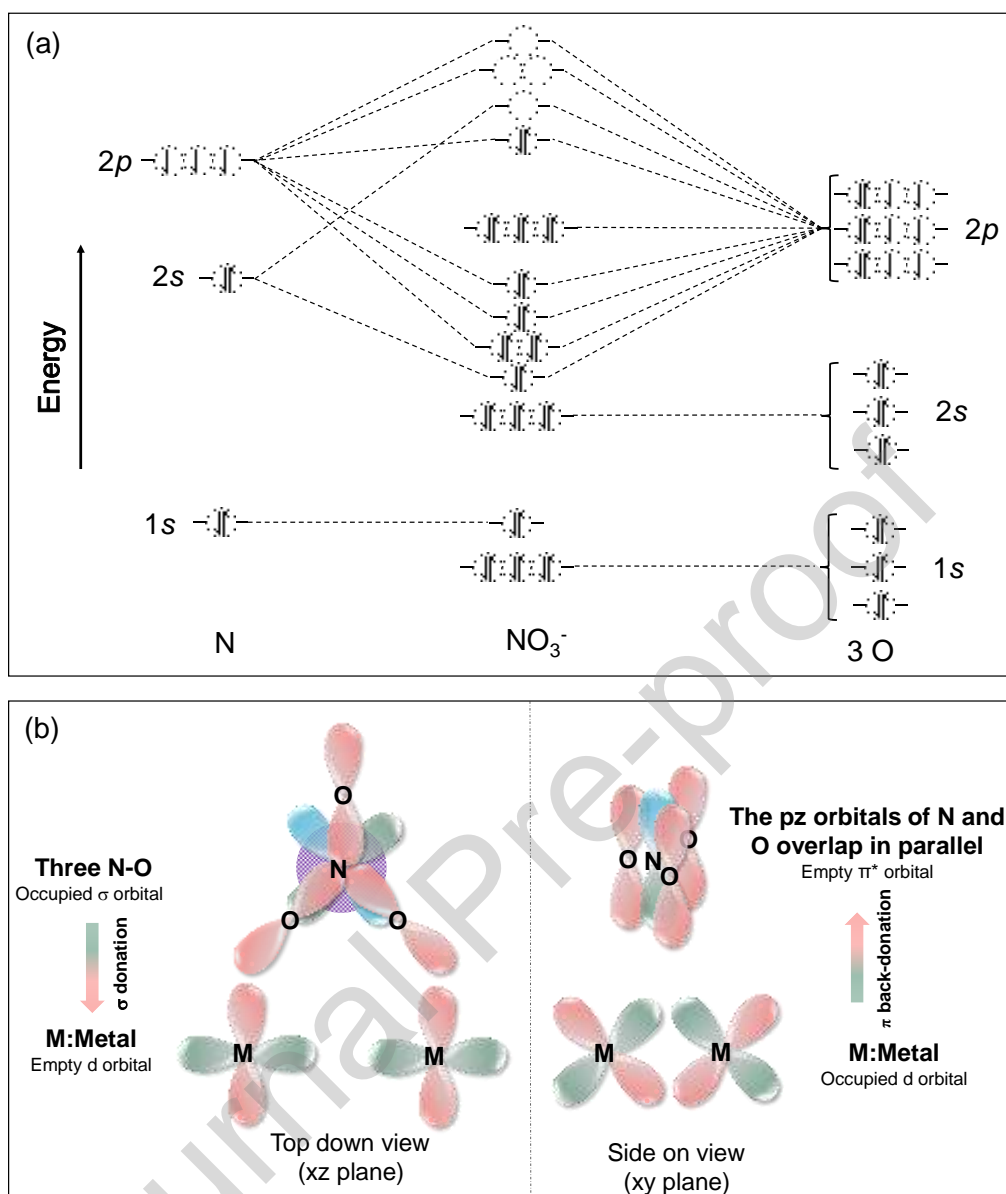 (a)
2p
2s
1s
Energy
N
NO3-
3 O
2p
2s
1s
(b)
Three N-O
Occupied σ orbital
σ donation
M:Metal
Empty d orbital
O
N
O
O
M
M
Top down view
(xz plane)
O
N
O
O
M
M
Side on view
(xy plane)
The pz orbitals of N and
O overlap in parallel
Empty π* orbital
π back-donation
M:Metal
Occupied d orbital
urnal Pre-proof